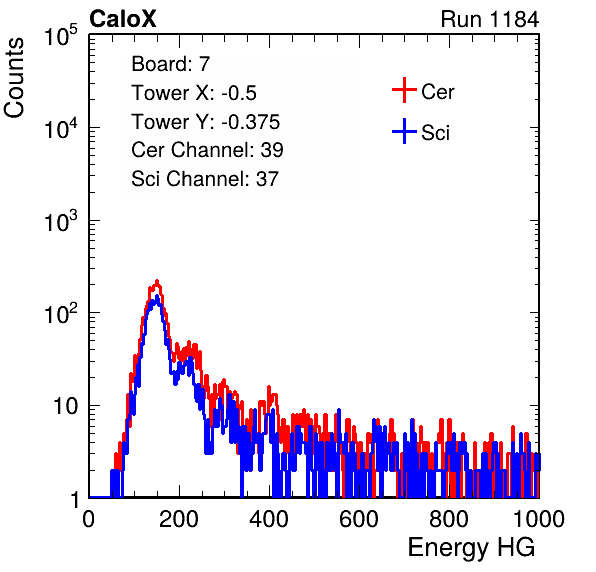 CaloX Run 1184
Counts
10^5
10^4
10^3
10^2
10
1
Board: 7
Tower X: -0.5
Tower Y: -0.375
Cer Channel: 39
Sci Channel: 37
Cer
Sci
0 200 400 600 800 1000
Energy HG